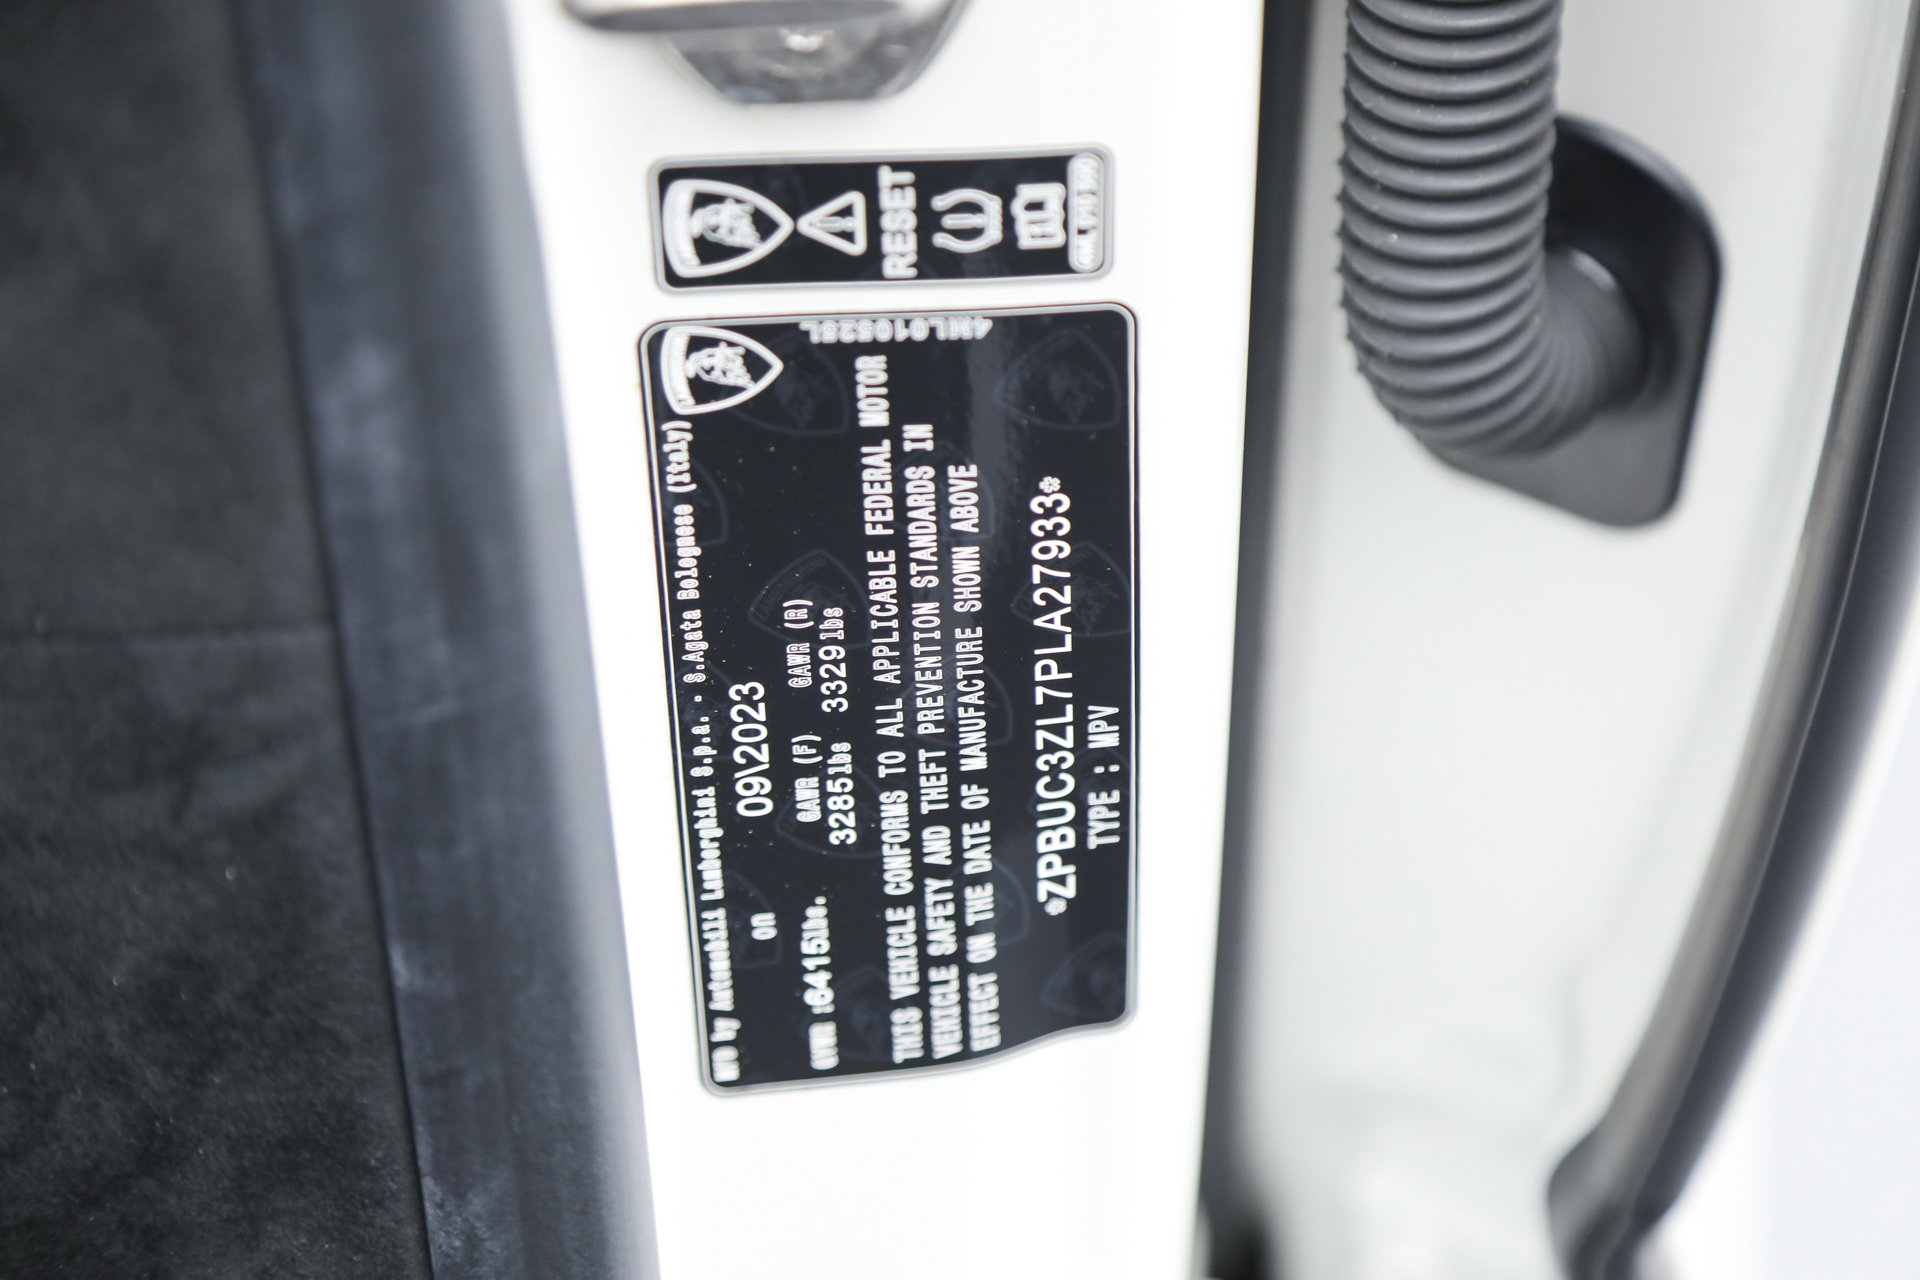 RESET
4ML010525L
MFD by Automobili Lamborghini S.p.a. - S.Agata Bolognese (Italy)
on 09\2023
GVWR :6415lbs. GAWR (F) GAWR (R)
3285lbs 3329lbs
THIS VEHICLE CONFORMS TO ALL APPLICABLE FEDERAL MOTOR
VEHICLE SAFETY AND THEFT PREVENTION STANDARDS IN
EFFECT ON THE DATE OF MANUFACTURE SHOWN ABOVE
*ZPBUC3ZL7PLA27933*
TYPE : MPV